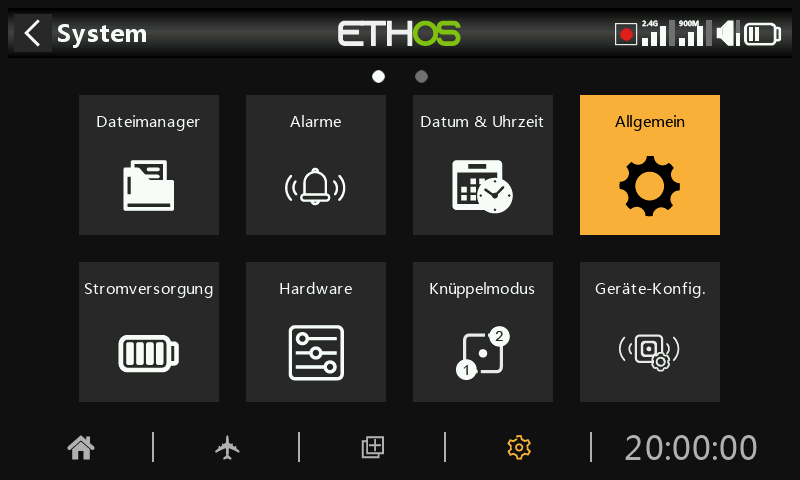 System
ETHOS
2.4G
900M
Dateimanager
Alarme
Datum & Uhrzeit
Allgemein
Stromversorgung
Hardware
Knüppelmodus
Geräte-Konfig.
2
1
20:00:00